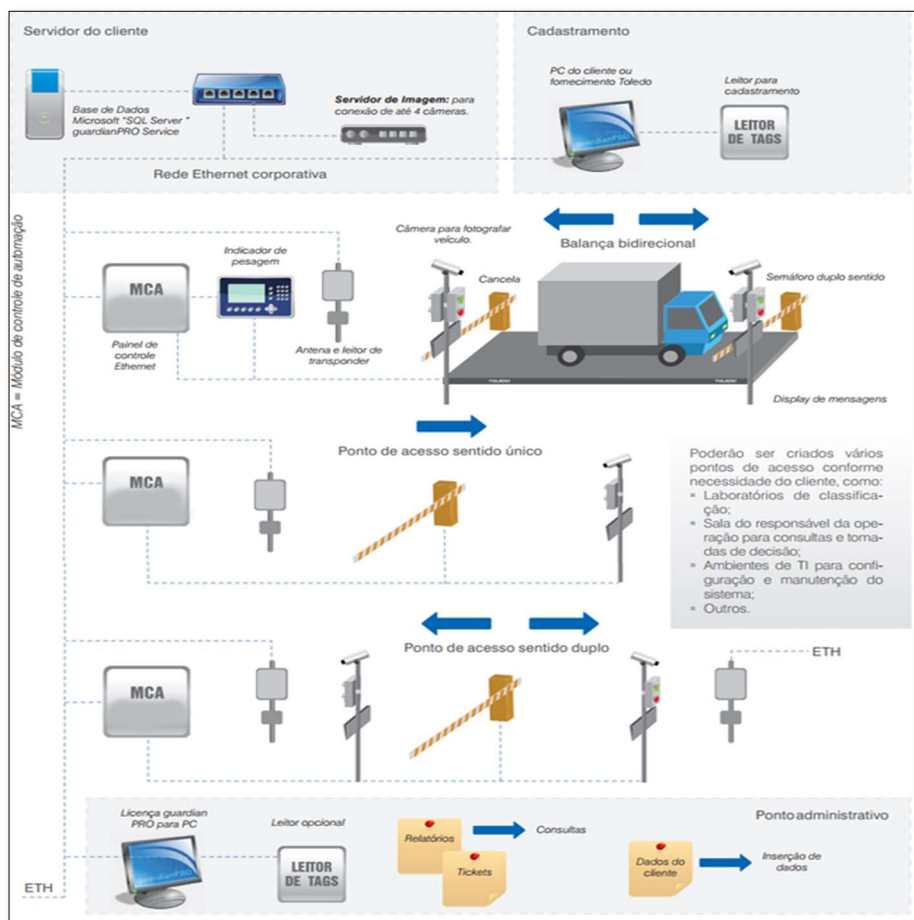 Servidor do cliente
Base de Dados
Microsoft "SQL Server"
guardianPRO Service
Servidor de Imagem: para
conexão de até 4 câmeras.
Rede Ethernet corporativa
Cadastramento
PC do cliente ou
fornecimento Toledo
Leitor para
cadastramento
guardianPRO
LEITOR
DE TAGS
MCA = Módulo de controle de automação
MCA
Painel de
controle
Ethernet
Indicador de
pesagem
Antena e leitor de
transponder
Câmera para fotografar
veículo.
Cancela
Balança bidirecional
Semáforo duplo sentido
TOLEDO
TOLEDO
Display de mensagens
Ponto de acesso sentido único
MCA
Poderão ser criados vários
pontos de acesso conforme
necessidade do cliente, como:
▪ Laboratórios de classifica-
ção;
▪ Sala do responsável da ope-
ração para consultas e toma-
das de decisão;
▪ Ambientes de TI para confi-
guração e manutenção do
sistema;
▪ Outros.
Ponto de acesso sentido duplo
MCA
ETH
Ponto administrativo
Licença guardian
PRO para PC
guardianPRO
Leitor opcional
LEITOR
DE TAGS
Relatórios
Tickets
Consultas
Dados do
cliente
Inserção de
dados
ETH